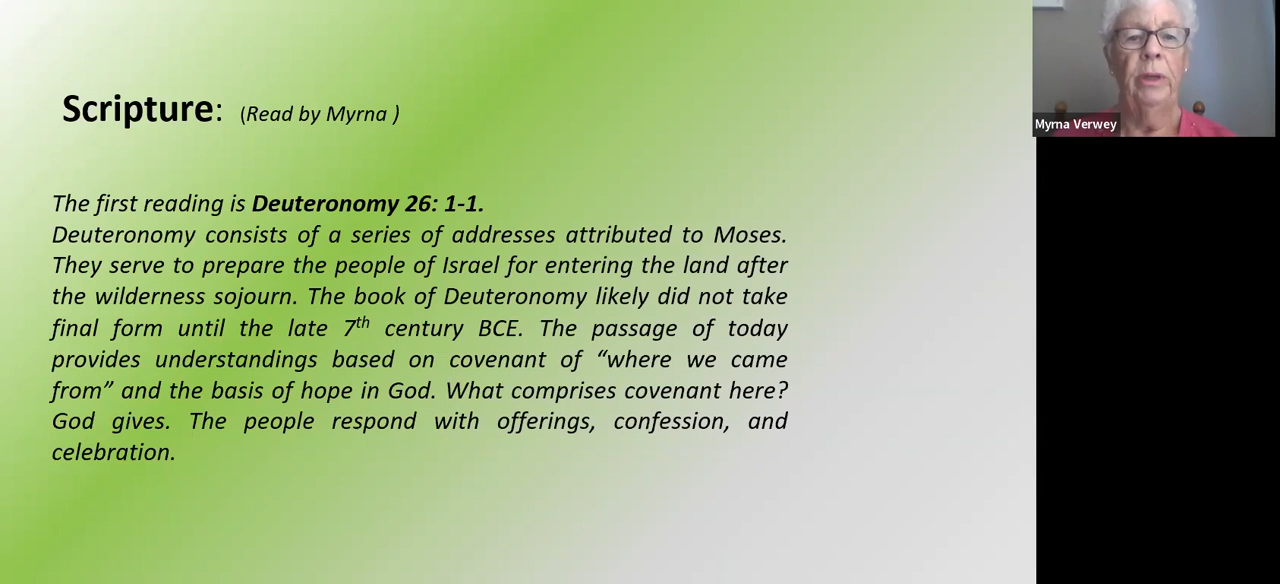 Scripture: (Read by Myrna )
Myrna Verwey
The first reading is Deuteronomy 26: 1-1.
Deuteronomy consists of a series of addresses attributed to Moses.
They serve to prepare the people of Israel for entering the land after
the wilderness sojourn. The book of Deuteronomy likely did not take
final form until the late 7th century BCE. The passage of today
provides understandings based on covenant of “where we came
from” and the basis of hope in God. What comprises covenant here?
God gives. The people respond with offerings, confession, and
celebration.